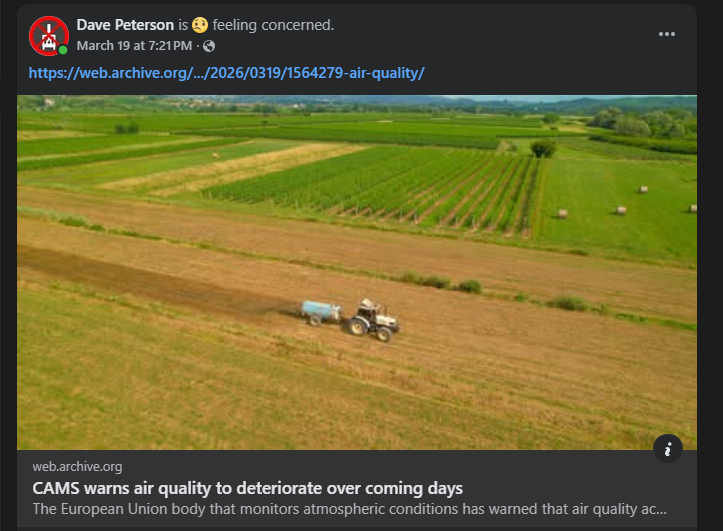 Dave Peterson is 😟 feeling concerned.
March 19 at 7:21 PM ·
https://web.archive.org/.../2026/0319/1564279-air-quality/
web.archive.org
CAMS warns air quality to deteriorate over coming days
The European Union body that monitors atmospheric conditions has warned that air quality ac...